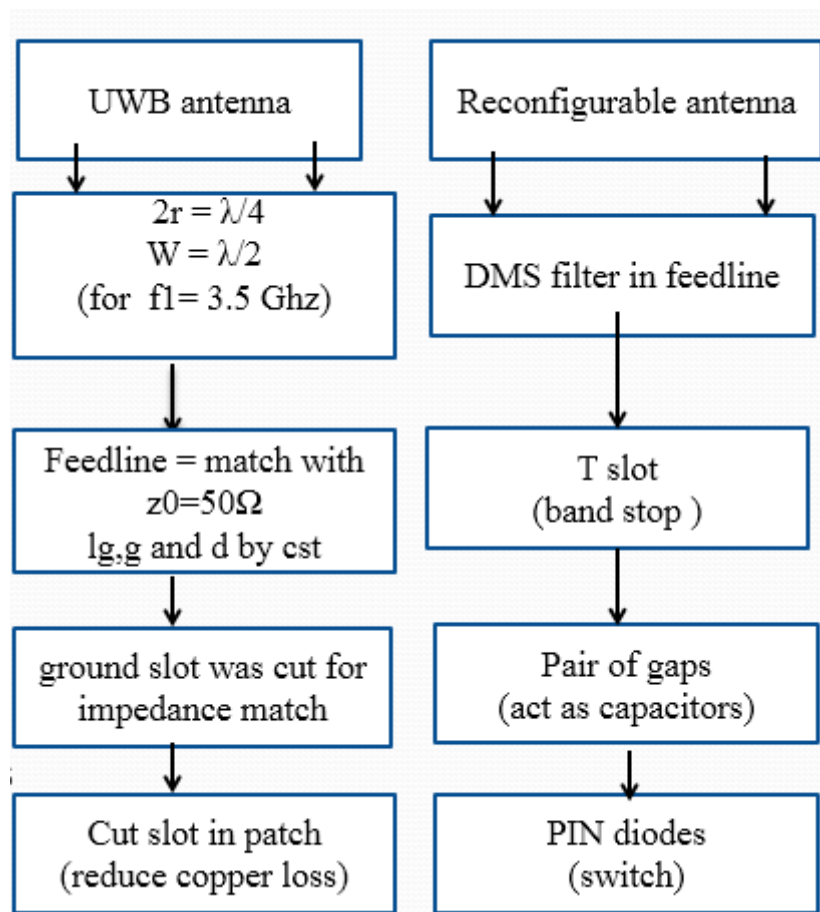 UWB antenna
2r = λ/4
W = λ/2
(for f1= 3.5 Ghz)
Feedline = match with
z0=50Ω
lg,g and d by cst
ground slot was cut for
impedance match
Cut slot in patch
(reduce copper loss)
Reconfigurable antenna
DMS filter in feedline
T slot
(band stop )
Pair of gaps
(act as capacitors)
PIN diodes
(switch)